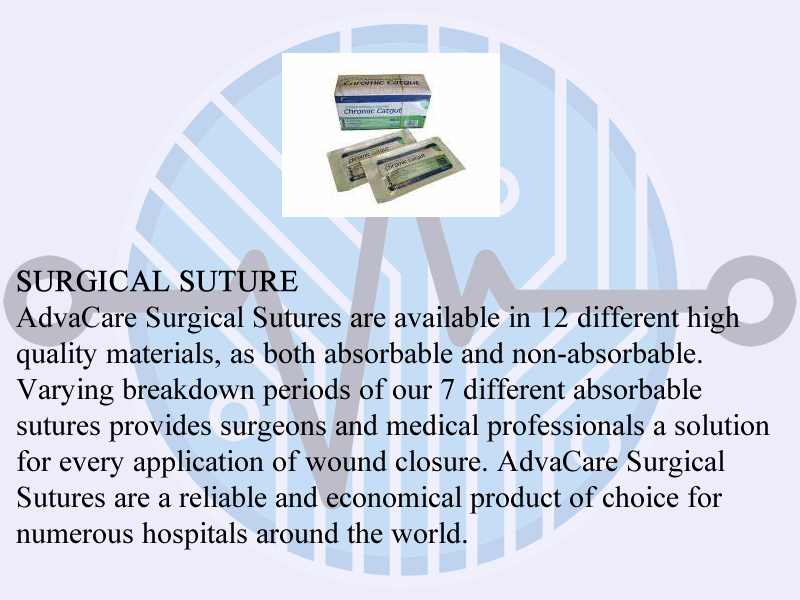 Chromic Catgut
Chromic Catgut
Chromic Catgut
Chromic Catgut
SURGICAL SUTURE
AdvaCare Surgical Sutures are available in 12 different high
quality materials, as both absorbable and non-absorbable.
Varying breakdown periods of our 7 different absorbable
sutures provides surgeons and medical professionals a solution
for every application of wound closure. AdvaCare Surgical
Sutures are a reliable and economical product of choice for
numerous hospitals around the world.